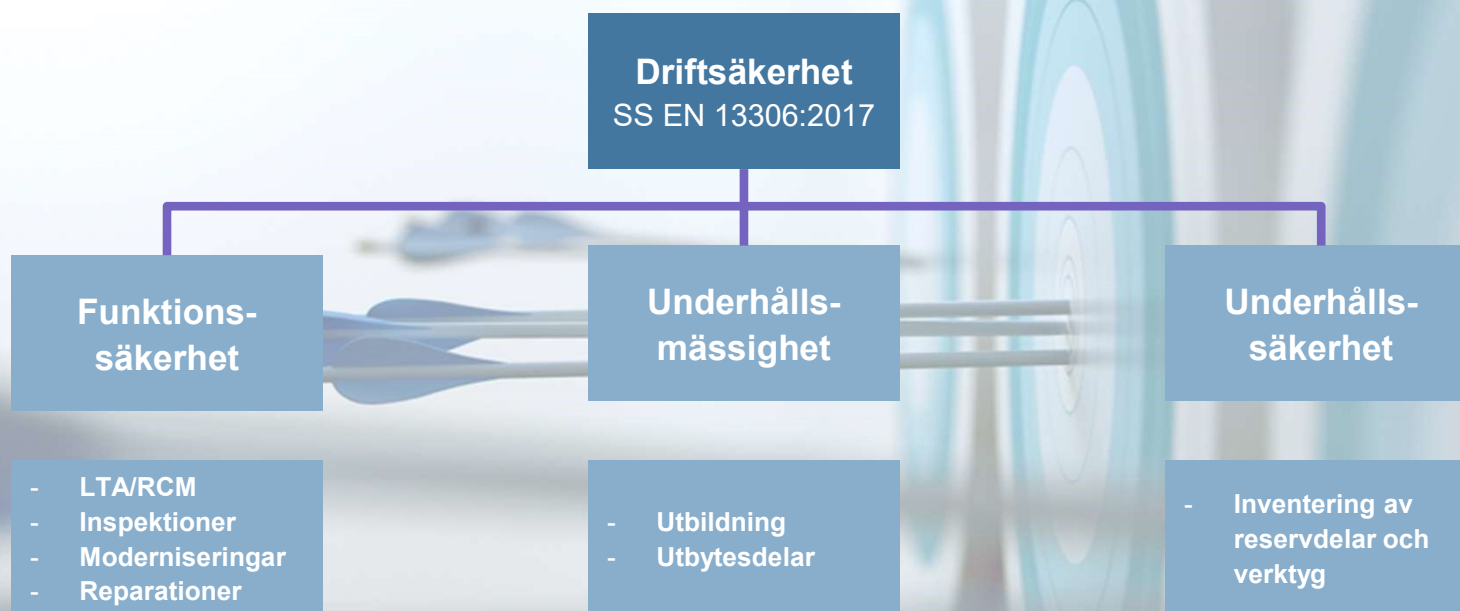 Driftsäkerhet
SS EN 13306:2017
Funktions-
säkerhet
Underhålls-
mässighet
Underhålls-
säkerhet
- LTA/RCM
- Inspektioner
- Moderniseringar
- Reparationer
- Utbildning
- Utbytesdelar
- Inventering av
reservdelar och
verktyg